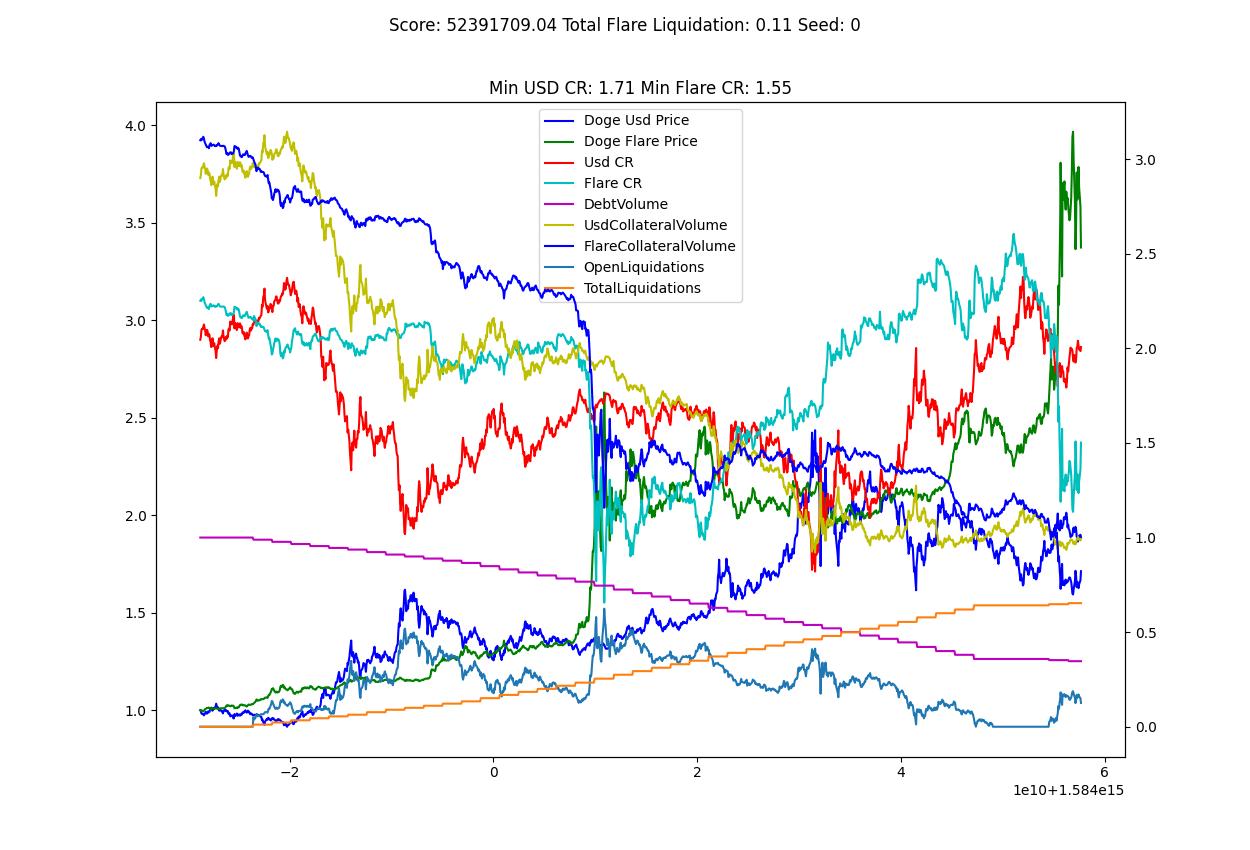 Score: 52391709.04 Total Flare Liquidation: 0.11 Seed: 0
Min USD CR: 1.71 Min Flare CR: 1.55
Doge Usd Price
Doge Flare Price
Usd CR
Flare CR
DebtVolume
UsdCollateralVolume
FlareCollateralVolume
OpenLiquidations
TotalLiquidations
4.0
3.5
3.0
2.5
2.0
1.5
1.0
3.0
2.5
2.0
1.5
1.0
0.5
0.0
−2
0
2
4
6
1e10+1.584e15